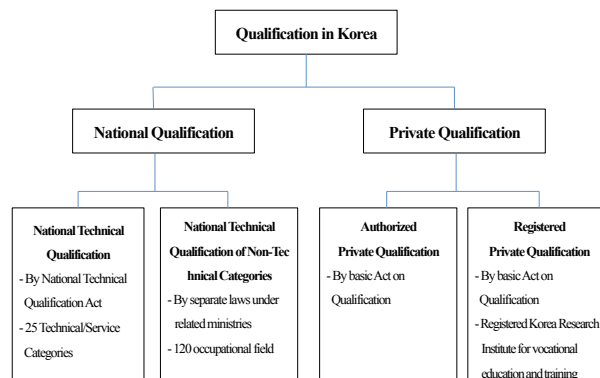 Qualification in Korea
National Qualification
Private Qualification
National Technical
Qualification
- By National Technical
Qualification Act
- 25 Technical/Service
Categories
National Technical
Qualification of Non-Tec
hnical Categories
- By separate laws under
related ministries
- 120 occupational field
Authorized
Private Qualification
- By basic Act on
Qualification
Registered
Private Qualification
- By basic Act on
Qualification
- Registered Korea Research
Institute for vocational
education and training